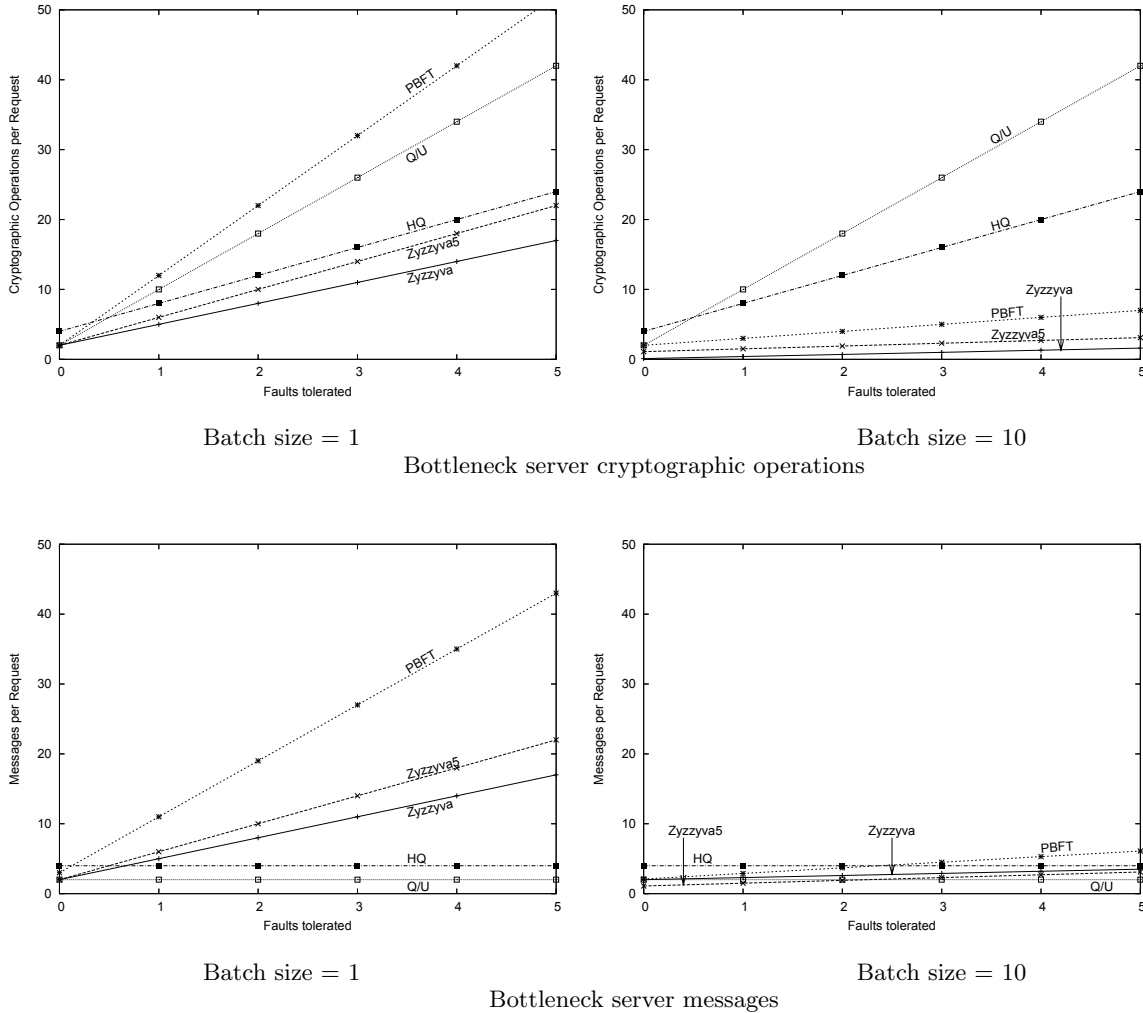 50
40
30
20
10
0
0 1 2 3 4 5
Cryptographic Operations per Request
Faults tolerated
PBFT
Q/U
HQ
Zyzzyva5
Zyzzyva
Batch size = 1
50
40
30
20
10
0
0 1 2 3 4 5
Cryptographic Operations per Request
Faults tolerated
Q/U
HQ
Zyzzyva
PBFT
Zyzzyva5
Batch size = 10
Bottleneck server cryptographic operations
50
40
30
20
10
0
0 1 2 3 4 5
Messages per Request
Faults tolerated
PBFT
Zyzzyva5
Zyzzyva
HQ
Q/U
Batch size = 1
50
40
30
20
10
0
0 1 2 3 4 5
Messages per Request
Faults tolerated
Zyzzyva5
Zyzzyva
HQ
PBFT
Q/U
Batch size = 10
Bottleneck server messages